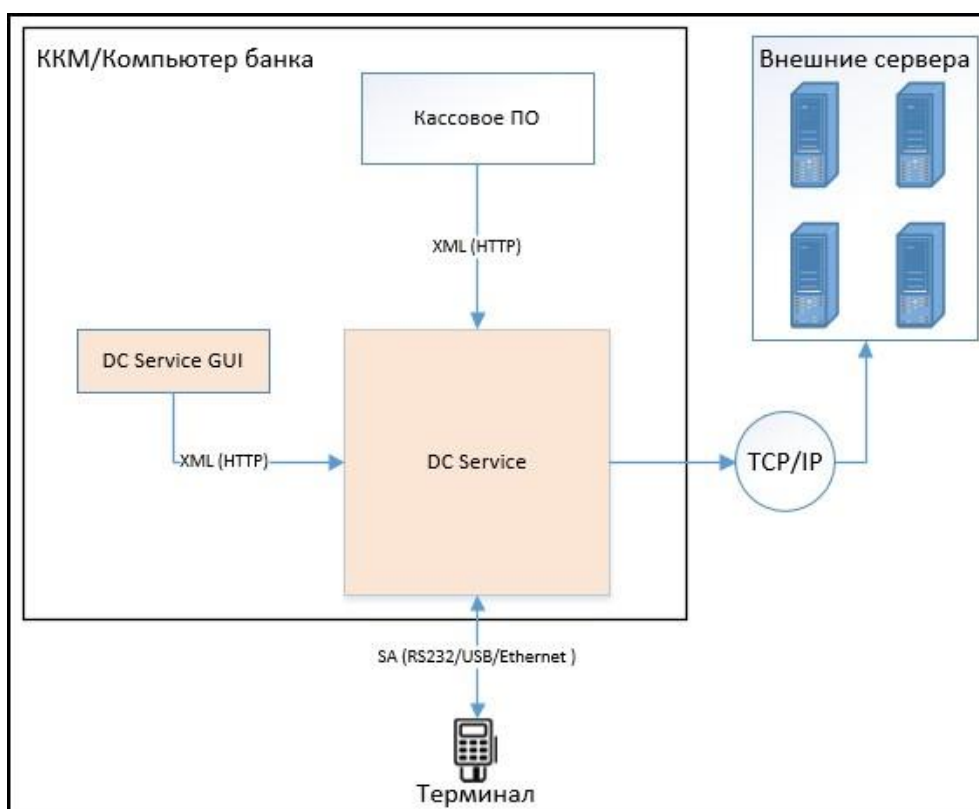 ККМ/Компьютер банка
Внешние сервера
Кассовое ПО
XML (HTTP)
DC Service GUI
XML (HTTP)
DC Service
TCP/IP
SA (RS232/USB/Ethernet )
Терминал